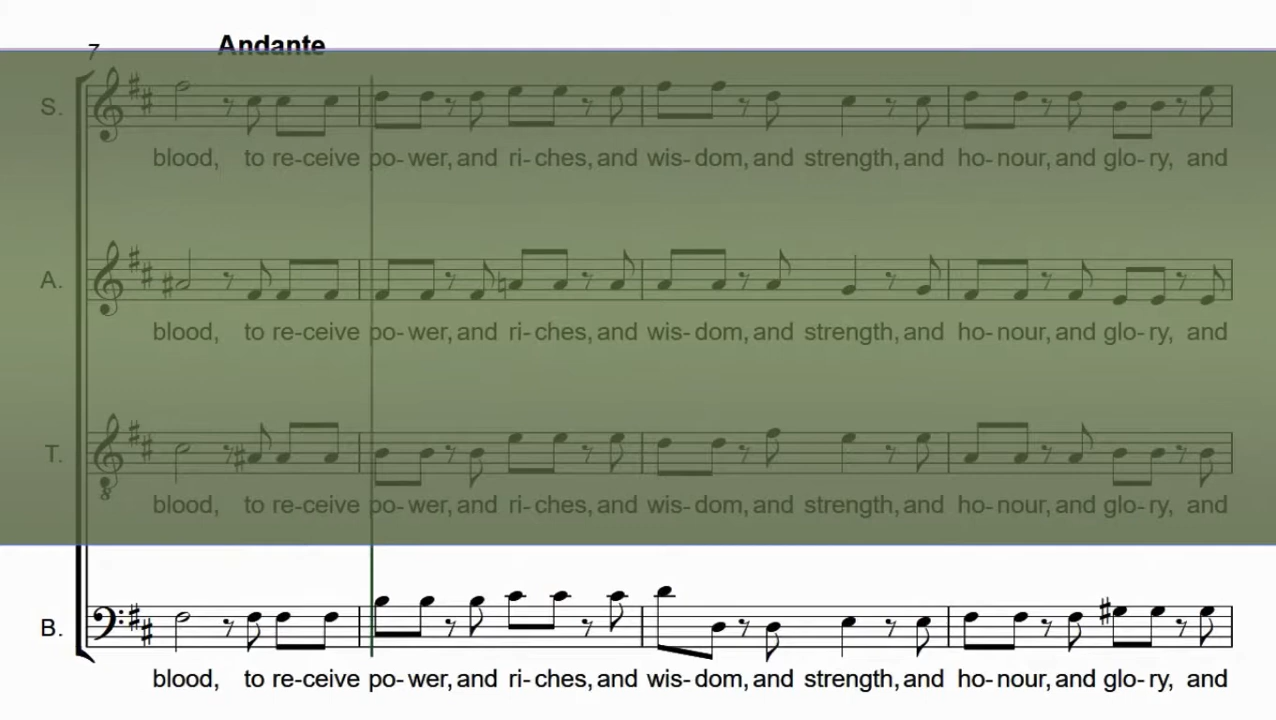 7 Andante
S.
blood, to re-ceive po-wer, and ri-ches, and wis-dom, and strength, and ho-nour, and glo-ry, and
A.
blood, to re-ceive po-wer, and ri-ches, and wis-dom, and strength, and ho-nour, and glo-ry, and
T.
8
blood, to re-ceive po-wer, and ri-ches, and wis-dom, and strength, and ho-nour, and glo-ry, and
B.
blood, to re-ceive po-wer, and ri-ches, and wis-dom, and strength, and ho-nour, and glo-ry, and